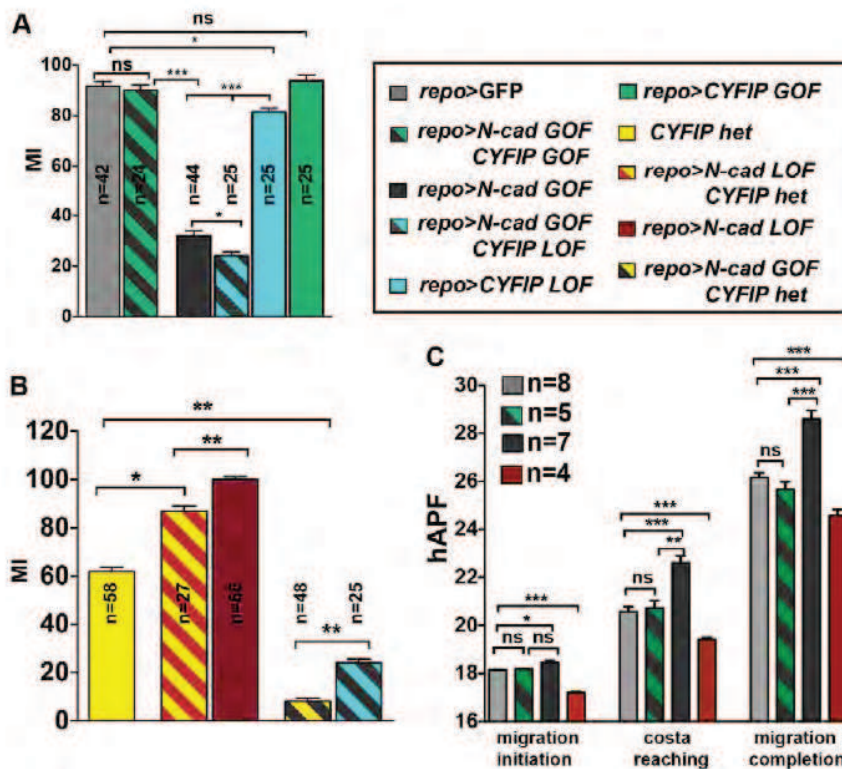 A
ns
*
ns
***
***
*
100
80
60
40
20
0
MI
n=42
n=24
n=44
n=25
n=25
n=25
repo>GFP
repo>N-cad GOF
CYFIP GOF
repo>N-cad GOF
repo>N-cad GOF
CYFIP LOF
repo>CYFIP LOF
repo>CYFIP GOF
CYFIP het
repo>N-cad LOF
CYFIP het
repo>N-cad LOF
repo>N-cad GOF
CYFIP het
B
**
**
*
**
120
100
80
60
40
20
0
MI
n=58
n=27
n=48
n=25
C
n=8
n=5
n=7
n=4
***
***
***
ns
***
***
**
ns
***
*
ns ns
30
28
26
24
22
20
18
16
hAPF
migration
initiation
costa
reaching
migration
completion